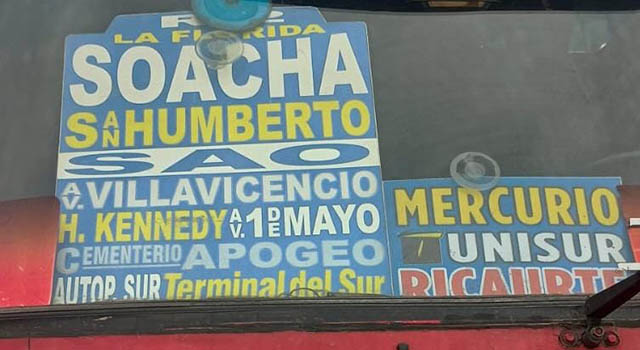 LA FLORIDA
SOACHA
SAN HUMBERTO
SAO
AV. VILLAVICENCIO
H. KENNEDY AV. 1 DE MAYO
CEMENTERIO APOGEO
AUTOP. SUR Terminal del Sur
MERCURIO
UNISUR
RICAURTE